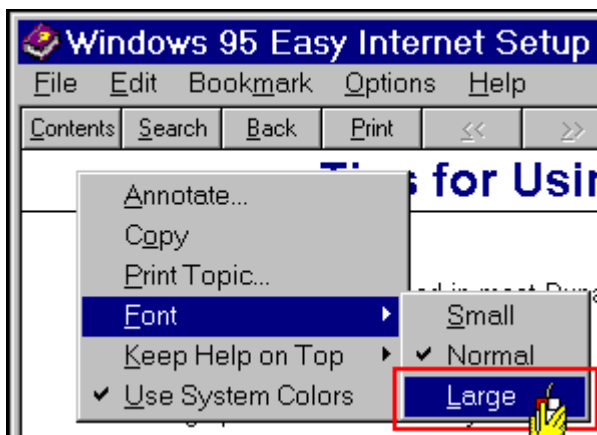 Windows 95 Easy Internet Setup
File Edit Bookmark Options Help
Contents Search Back Print << >>
for Usin
Annotate...
Copy
Print Topic...
Font
Keep Help on Top
Use System Colors
Small
Normal
Large